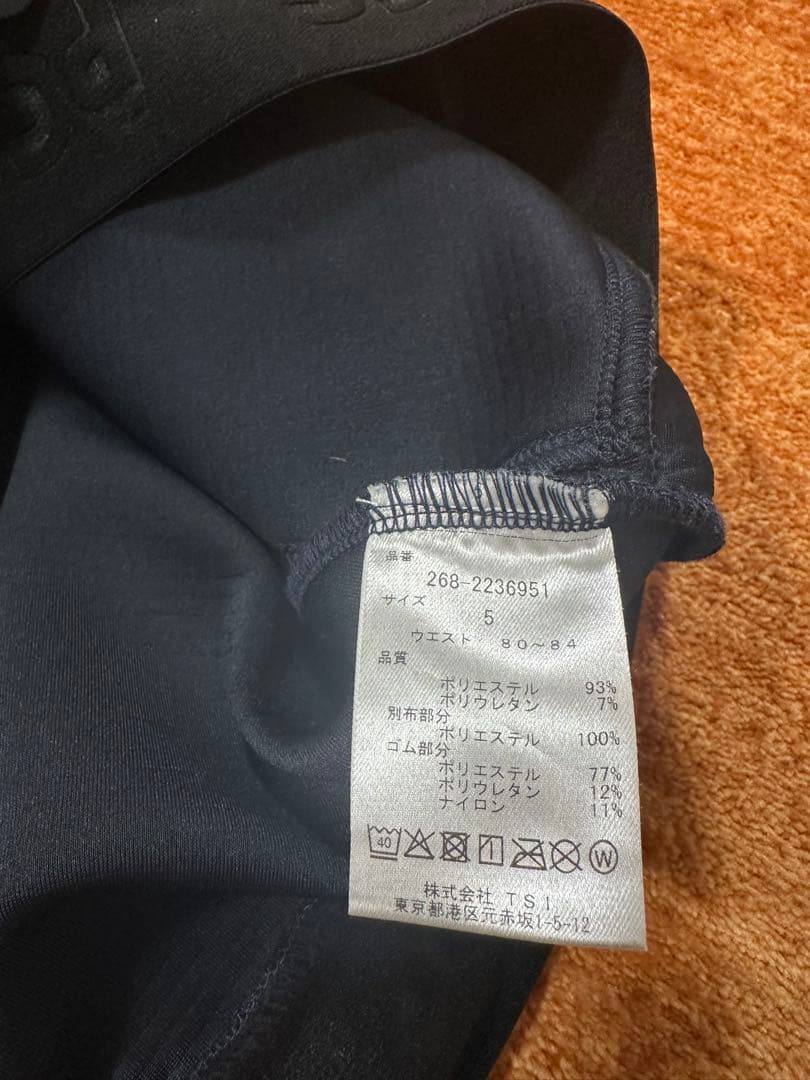 品番
268-2236951
サイズ
5
ウエスト 80~84
品質
ポリエステル 93%
ポリウレタン 7%
別布部分
ポリエステル 100%
ゴム部分
ポリエステル 77%
ポリウレタン 12%
ナイロン 11%
40 W
株式会社 TSI
東京都港区元赤坂1-5-12